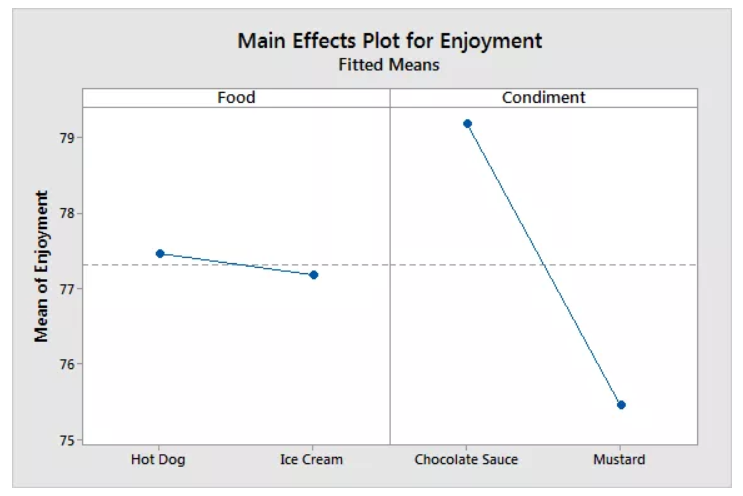 Main Effects Plot for Enjoyment
Fitted Means
Food
Condiment
Mean of Enjoyment
79
78
77
76
75
Hot Dog
Ice Cream
Chocolate Sauce
Mustard